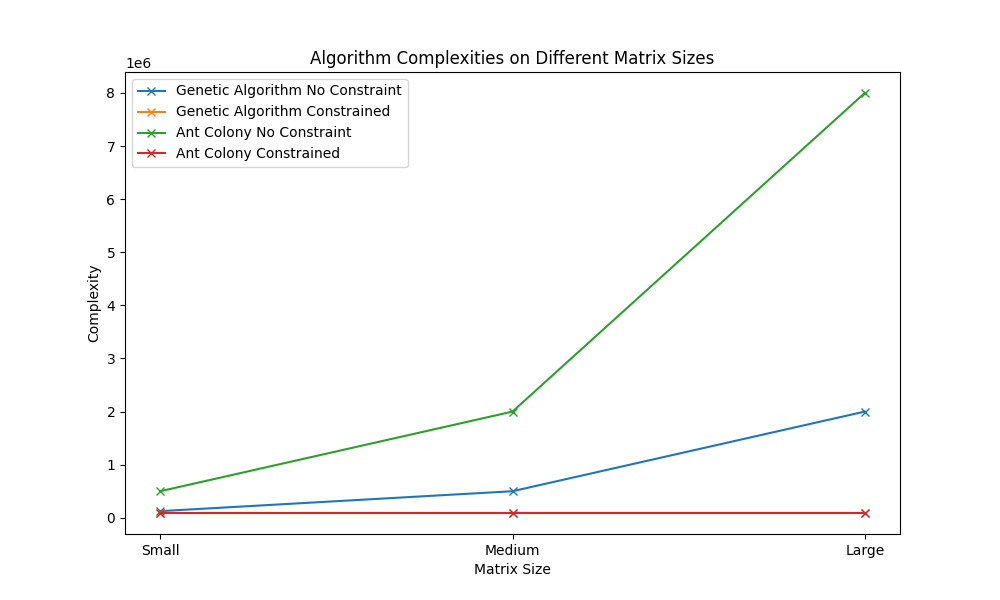 Algorithm Complexities on Different Matrix Sizes
1e6
Genetic Algorithm No Constraint
Genetic Algorithm Constrained
Ant Colony No Constraint
Ant Colony Constrained
8
7
6
5
4
3
2
1
0
Complexity
Small Medium Large
Matrix Size